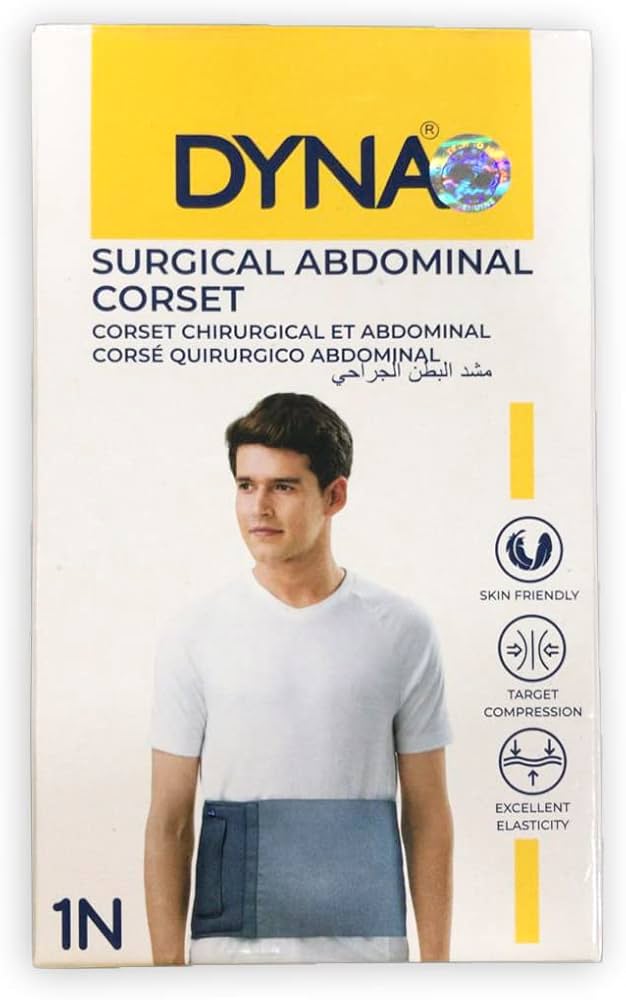 DYNA®
SURGICAL ABDOMINAL
CORSET
CORSET CHIRURGICAL ET ABDOMINAL
CORSÉ QUIRURGICO ABDOMINAL
مشد البطن الجراحي
SKIN FRIENDLY
TARGET
COMPRESSION
EXCELLENT
ELASTICITY
1N